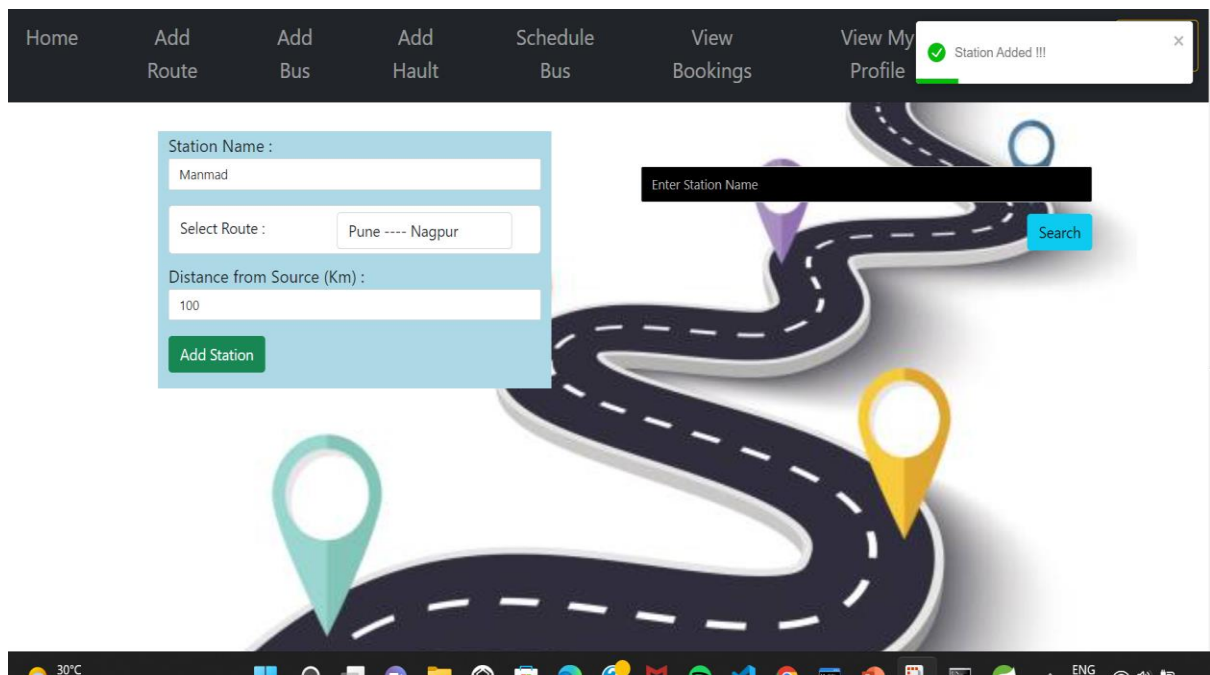 Home
Add
Route
Add
Bus
Add
Hault
Schedule
Bus
View
Bookings
View My
Profile
Station Added !!!
×
Station Name :
Manmad
Select Route :
Pune ---- Nagpur
Distance from Source (Km) :
100
Add Station
Enter Station Name
Search
30°C
ENG